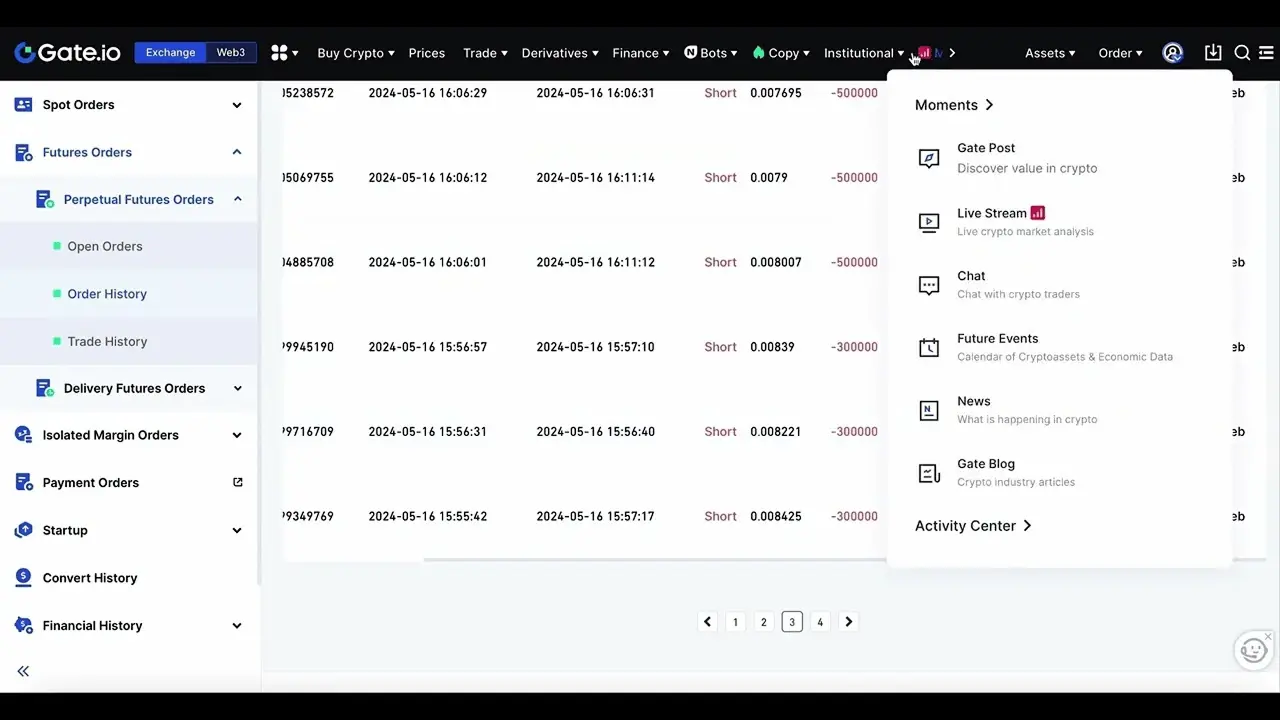 Gate.io Exchange Web3 Buy Crypto Prices Trade Derivatives Finance Bots Copy Institutional M Assets Order
Spot Orders
Futures Orders
Perpetual Futures Orders
Open Orders
Order History
Trade History
Delivery Futures Orders
Isolated Margin Orders
Payment Orders
Startup
Convert History
Financial History
05238572 2024-05-16 16:06:29 2024-05-16 16:06:31 Short 0.007695 -500000 eb
05069755 2024-05-16 16:06:12 2024-05-16 16:11:14 Short 0.0079 -500000 eb
04885708 2024-05-16 16:06:01 2024-05-16 16:11:12 Short 0.008007 -500000 eb
99945190 2024-05-16 15:56:57 2024-05-16 15:57:10 Short 0.00839 -300000 eb
99716709 2024-05-16 15:56:31 2024-05-16 15:56:40 Short 0.008221 -300000 eb
99349769 2024-05-16 15:55:42 2024-05-16 15:57:17 Short 0.008425 -300000 eb
Moments
Gate Post
Discover value in crypto
Live Stream
Live crypto market analysis
Chat
Chat with crypto traders
Future Events
Calendar of Cryptoassets & Economic Data
News
What is happening in crypto
Gate Blog
Crypto industry articles
Activity Center
1 2 3 4